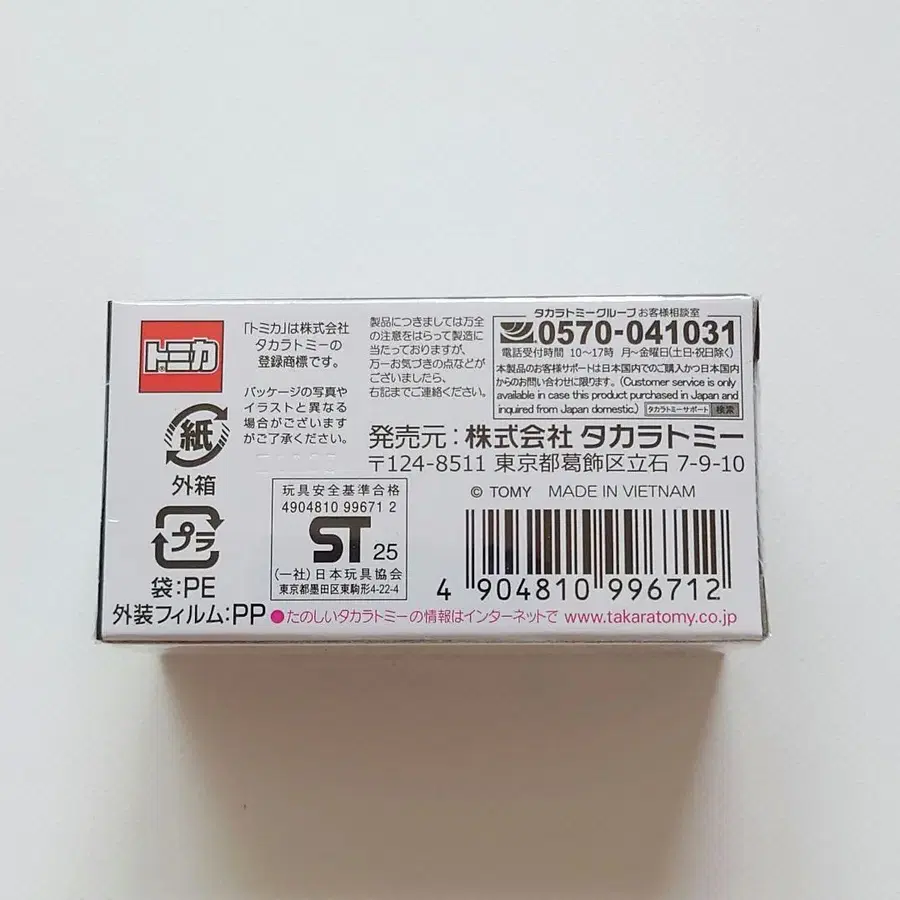 トミカ
®
「トミカ」は株式会社
タカラトミーの
登録商標です。
パッケージの写真や
イラストと異なる
場合がございます
がご了承ください。
製品につきましては万全
の注意をはらって製造に
当たっておりますが、
万一お気づきの点などが
ございましたら、
右記までご連絡ください。
タカラトミーグループ お客様相談室
0570-041031
電話受付時間 10〜17時 月〜金曜日(土日・祝日除く)
本製品のお客様サポートは日本国内でのご購入かつ日本国内
からのお問い合わせに限ります。(Customer service is only
available in case this product purchased in Japan and
inquired from Japan domestic.) タカラトミーサポート 検索
発売元:株式会社 タカラトミー
〒124-8511 東京都葛飾区立石 7-9-10
© TOMY MADE IN VIETNAM
紙
外箱
プラ
袋:PE
外装フィルム:PP
玩具安全基準合格
4904810 99671 2
ST 25
(一社)日本玩具協会
東京都墨田区東駒形4-22-4
4 904810 996712
●たのしいタカラトミーの情報はインターネットで www.takaratomy.co.jp